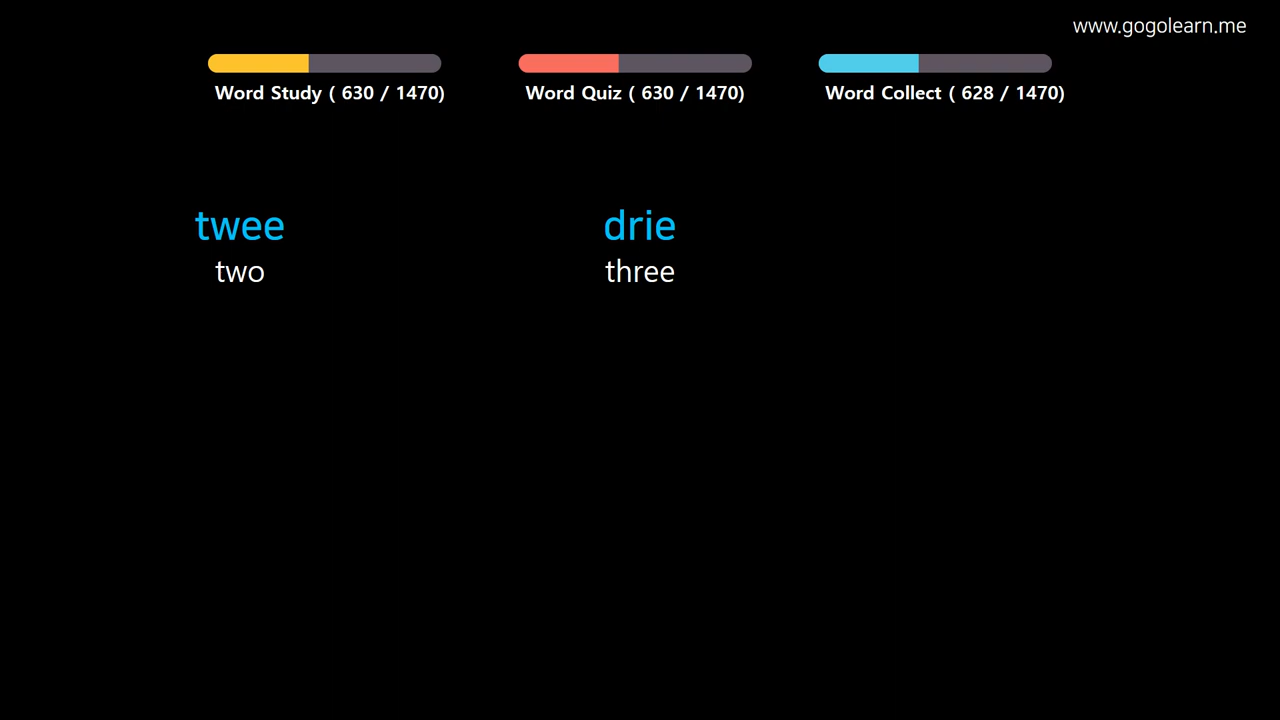 www.gogolearn.me
Word Study ( 630 / 1470)
Word Quiz ( 630 / 1470)
Word Collect ( 628 / 1470)
twee
two
drie
three